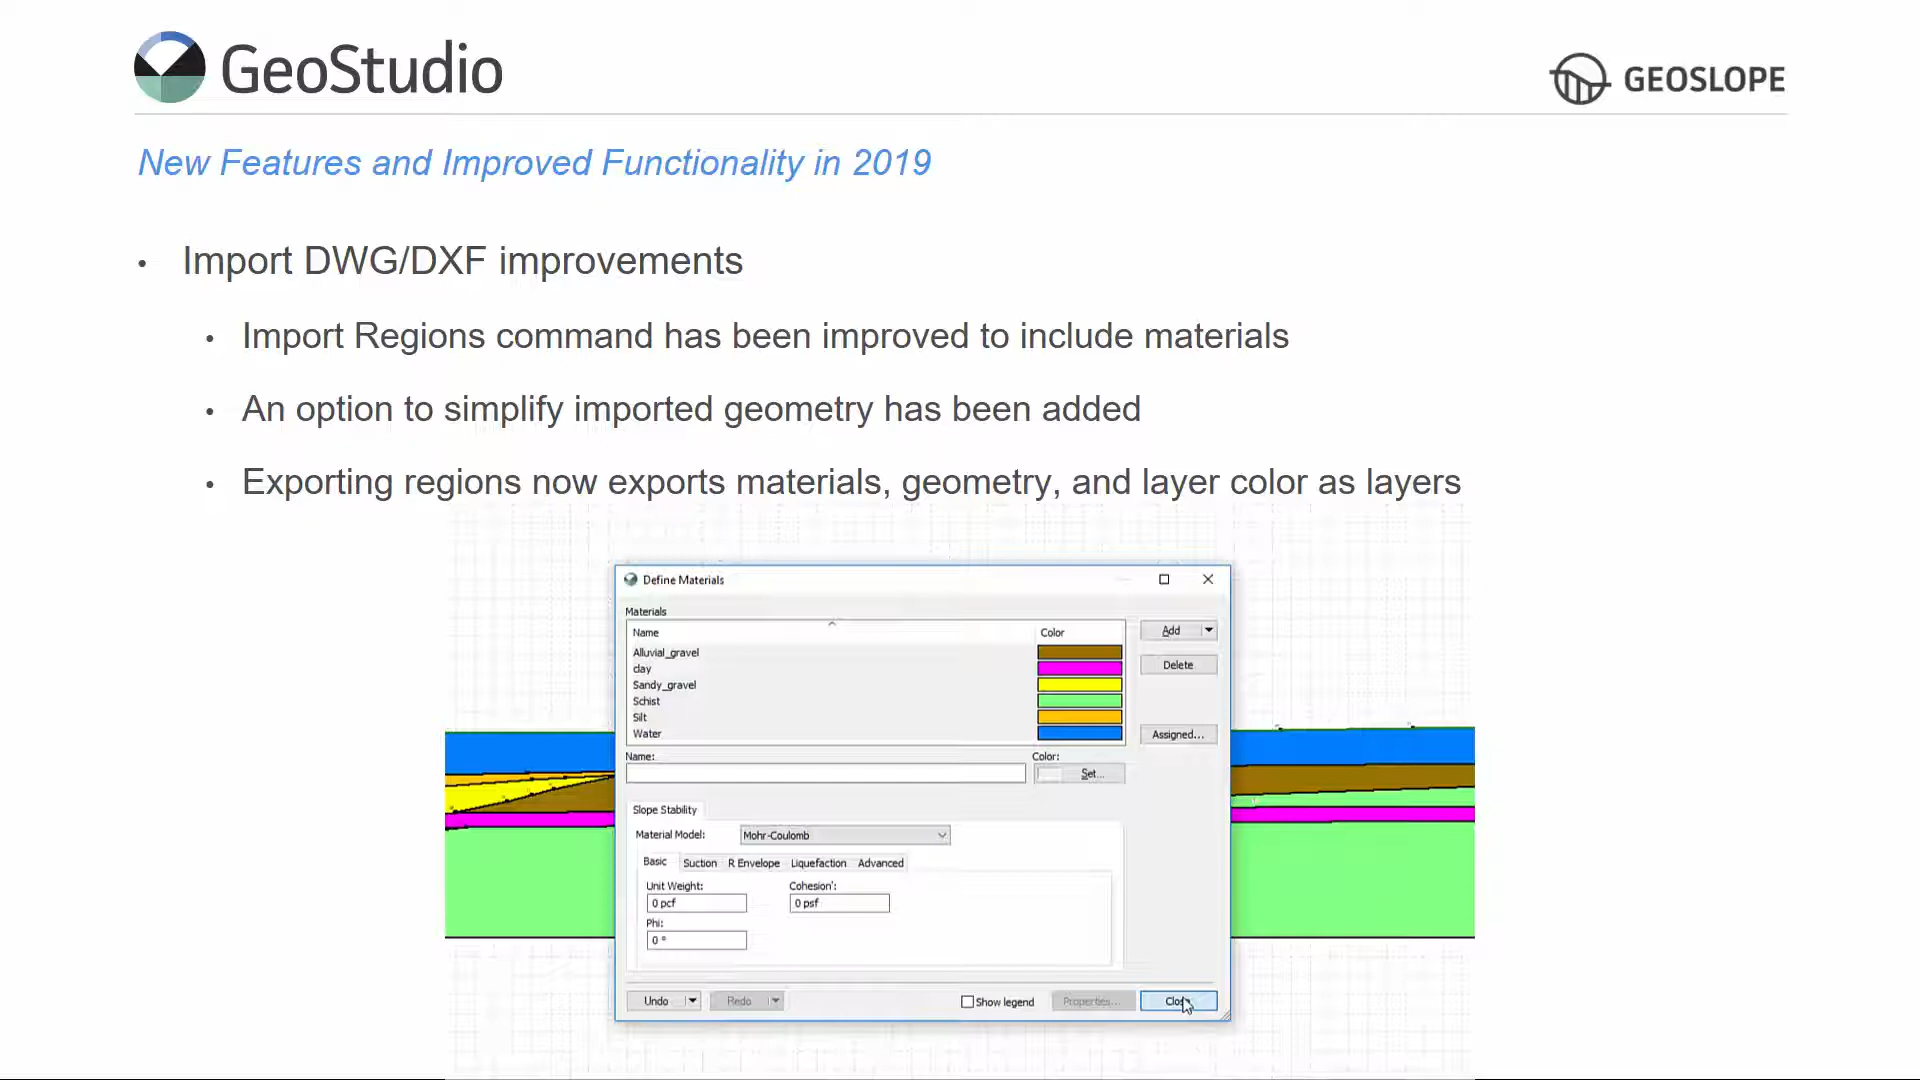 GeoStudio
GEOSLOPE
New Features and Improved Functionality in 2019
• Import DWG/DXF improvements
• Import Regions command has been improved to include materials
• An option to simplify imported geometry has been added
• Exporting regions now exports materials, geometry, and layer color as layers
Define Materials
Materials
Name Color
Add
Alluvial_gravel
clay
Delete
Sandy_gravel
Schist
Silt
Water
Assigned...
Name: Color:
Set...
Slope Stability
Material Model: Mohr-Coulomb
Basic Suction R Envelope Liquefaction Advanced
Unit Weight: Cohesion':
0 pcf 0 psf
Phi:
0 °
Undo Redo Show legend Properties... Close